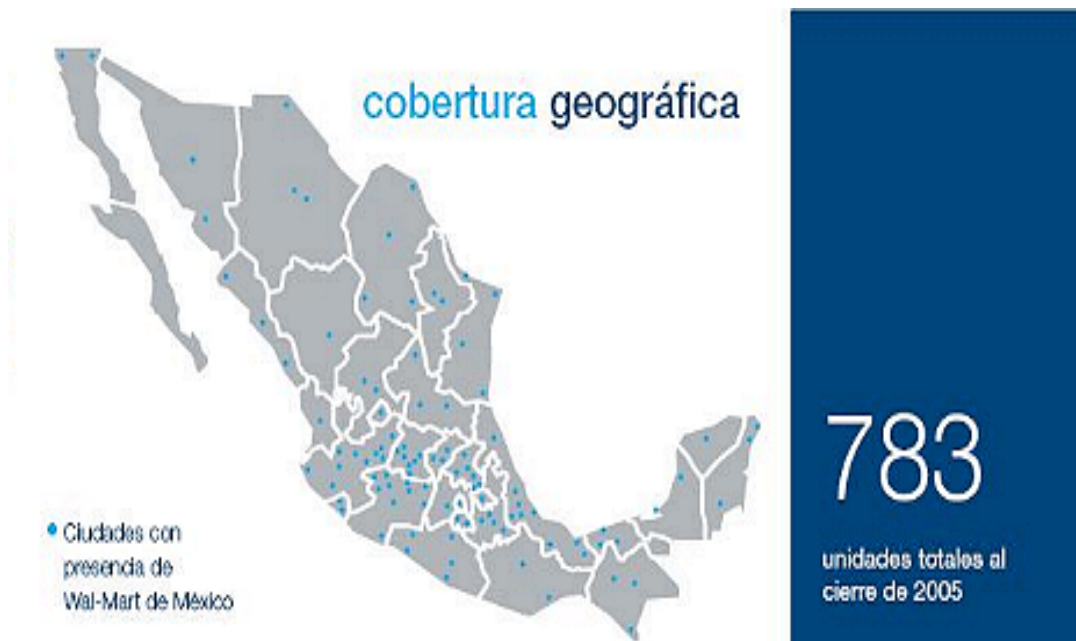 cobertura geográfica
Ciudades con
presencia de
Wal-Mart de México
783
unidades totales al
cierre de 2005